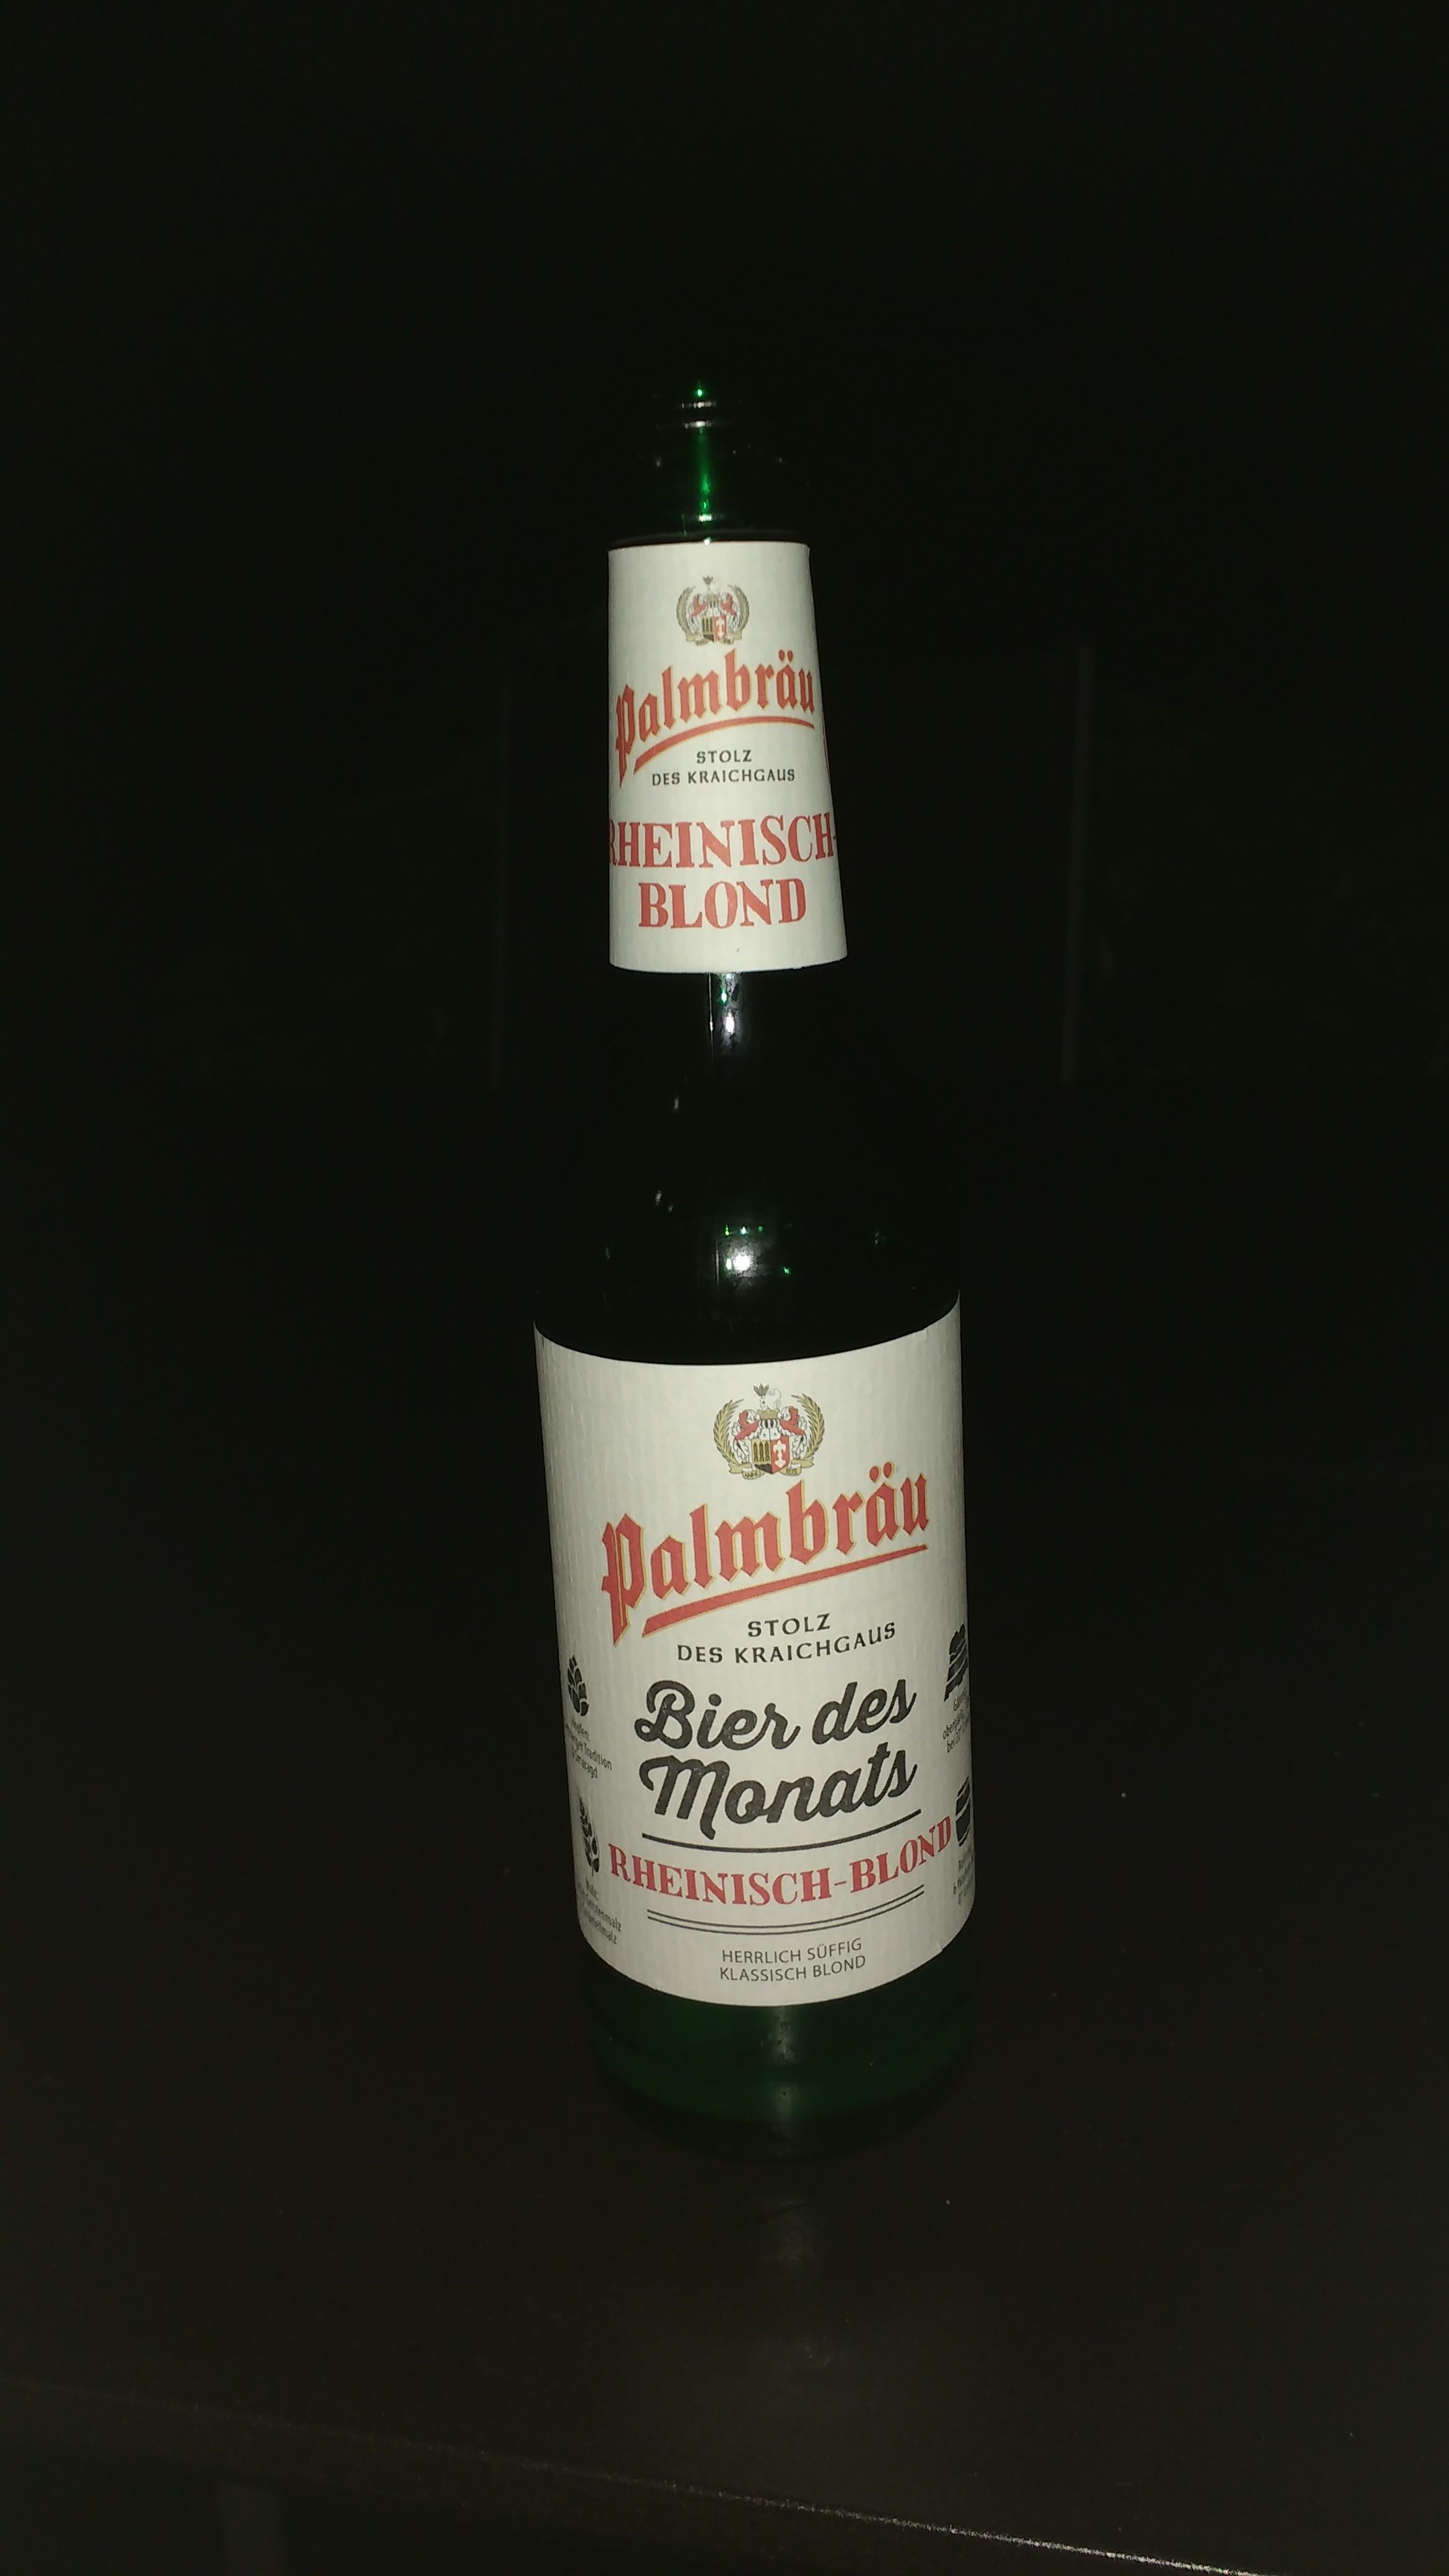 Palmbräu
STOLZ
DES KRAICHGAUS
RHEINISCH-
BLOND
Palmbräu
STOLZ
DES KRAICHGAUS
Bier des
Monats
RHEINISCH-BLOND
HERRLICH SÜFFIG
KLASSISCH BLOND
Tradition